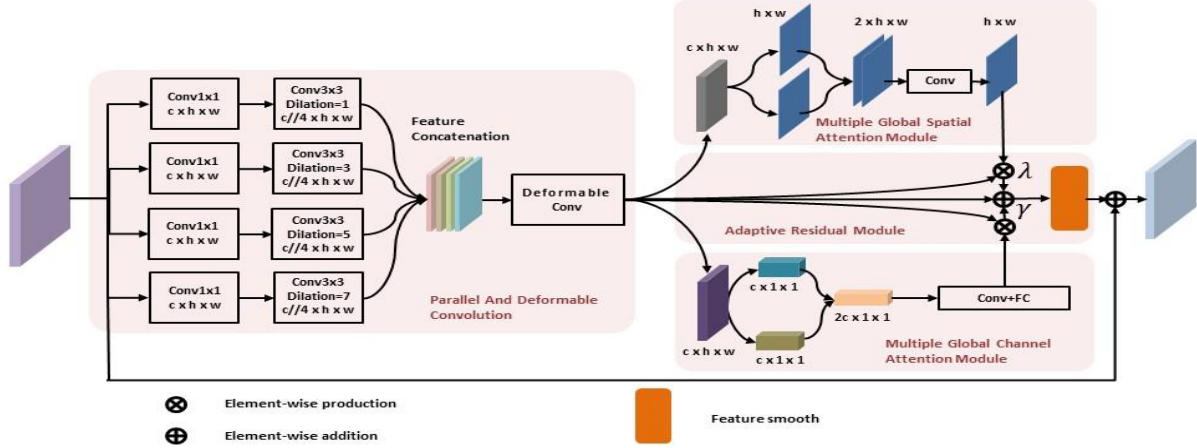 Conv1x1
c x h x w
Conv3x3
Dilation=1
c//4 x h x w
Conv1x1
c x h x w
Conv3x3
Dilation=3
c//4 x h x w
Conv1x1
c x h x w
Conv3x3
Dilation=5
c//4 x h x w
Conv1x1
c x h x w
Conv3x3
Dilation=7
c//4 x h x w
Feature
Concatenation
Deformable
Conv
Parallel And Deformable
Convolution
c x h x w
h x w
2 x h x w
h x w
Conv
Multiple Global Spatial
Attention Module
λ
γ
Adaptive Residual Module
c x h x w
c x 1 x 1
c x 1 x 1
2c x 1 x 1
Conv+FC
Multiple Global Channel
Attention Module
Element-wise production
Element-wise addition
Feature smooth